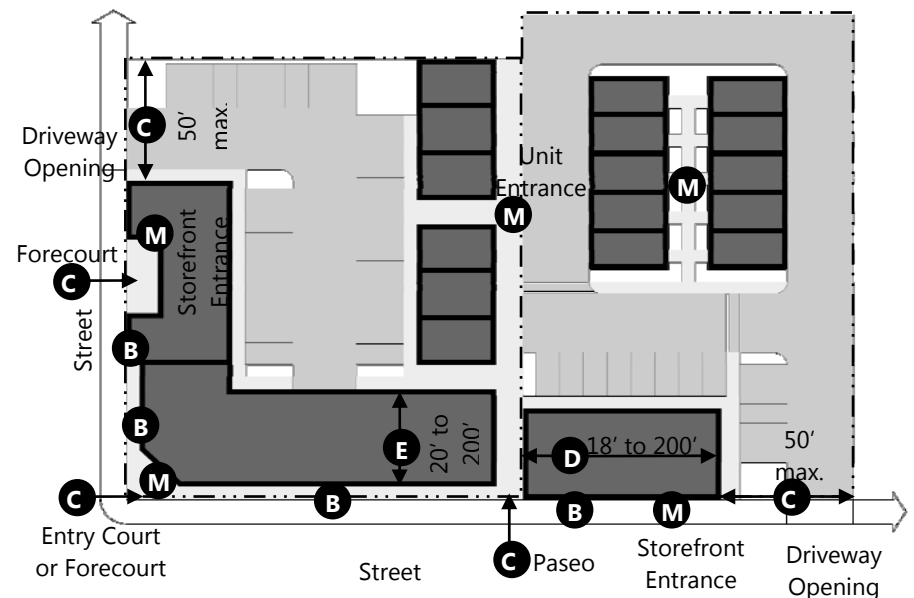 C
50'
max.
Driveway
Opening
Unit
Entrance
M
M
M
Storefront
Entrance
Forecourt
C
Street
B
B
E
20' to
200'
D
18' to 200'
50'
max.
M
C
B
B
M
C
Entry Court
or Forecourt
Street
C
Paseo
Storefront
Entrance
Driveway
Opening